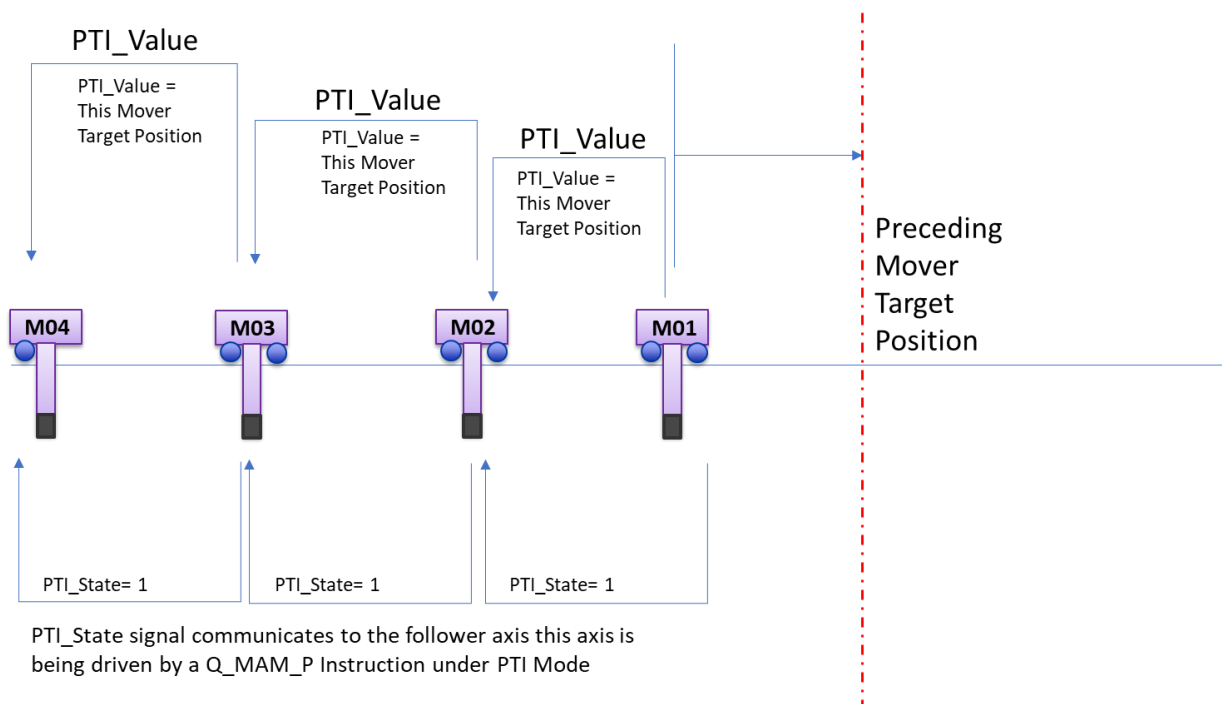 PTI_Value
PTI_Value =
This Mover
Target Position
PTI_Value
PTI_Value =
This Mover
Target Position
PTI_Value
PTI_Value =
This Mover
Target Position
Preceding
Mover
Target
Position
M04
M03
M02
M01
PTI_State= 1
PTI_State= 1
PTI_State= 1
PTI_State signal communicates to the follower axis this axis is
being driven by a Q_MAM_P Instruction under PTI Mode